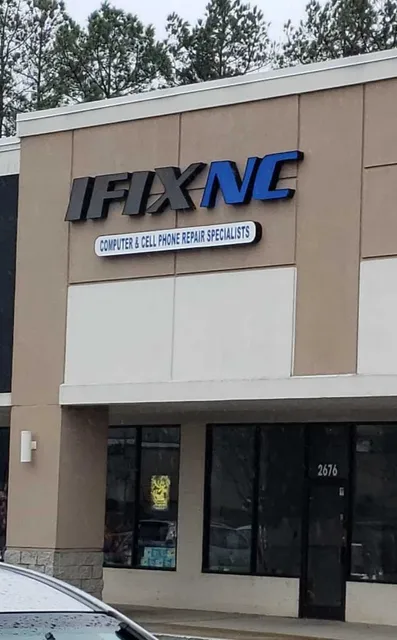 IFIXNC
COMPUTER & CELL PHONE REPAIR SPECIALISTS
2676